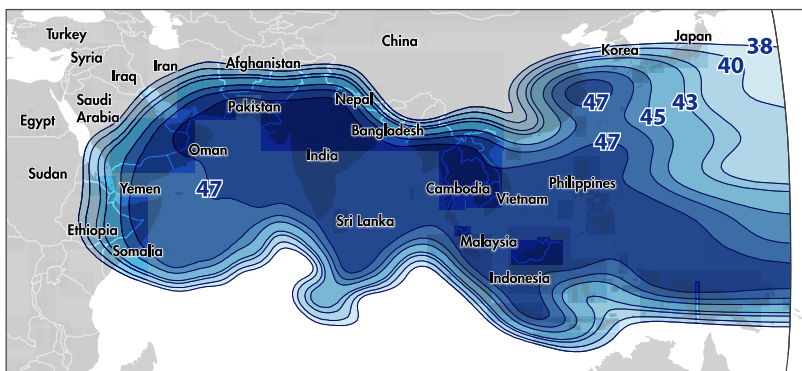 Turkey
China
Korea
Japan
38
Syria
Iraq
Iran
Afghanistan
40
Saudi
Arabia
Egypt
Pakistan
Nepal
47
45
43
Bangladesh
Oman
India
47
Sudan
Yemen
47
Cambodia
Philippines
Vietnam
Ethiopia
Somalia
Sri Lanka
Malaysia
Indonesia